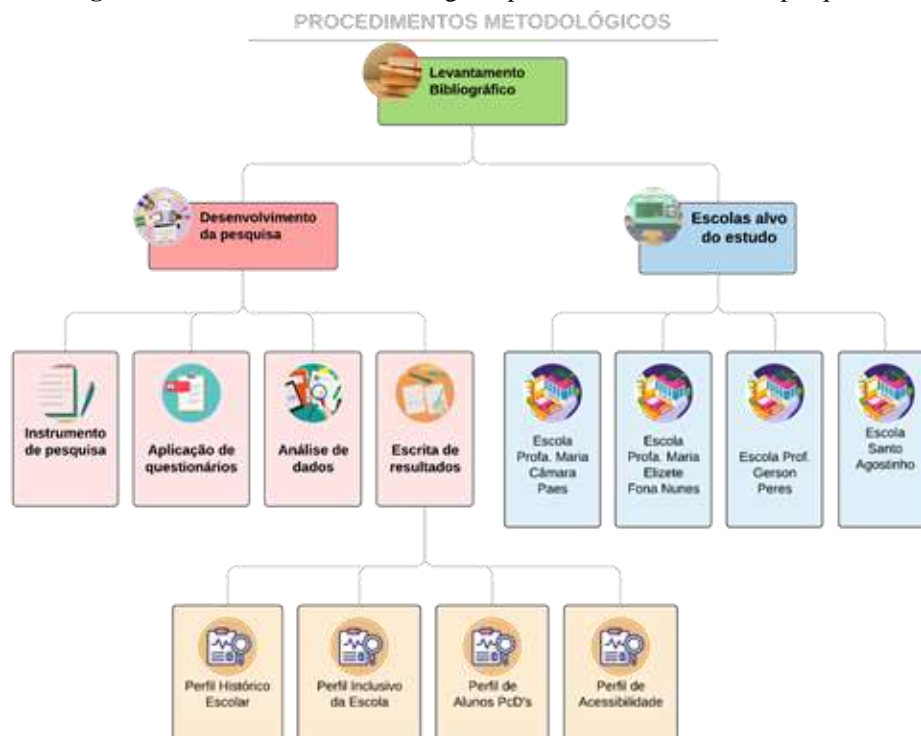 PROCEDIMENTOS METODOLÓGICOS
Levantamento
Bibliográfico
Desenvolvimento
da pesquisa
Escolas alvo
do estudo
Instrumento
de pesquisa
Aplicação de
questionários
Análise de
dados
Escrita de
resultados
Escola
Profa. Maria
Câmara
Paes
Escola
Profa. Maria
Elizete
Fona Nunes
Escola Prof.
Gerson
Peres
Escola
Santo
Agostinho
Perfil Histórico
Escolar
Perfil Inclusivo
da Escola
Perfil de
Alunos PcD's
Perfil de
Acessibilidade